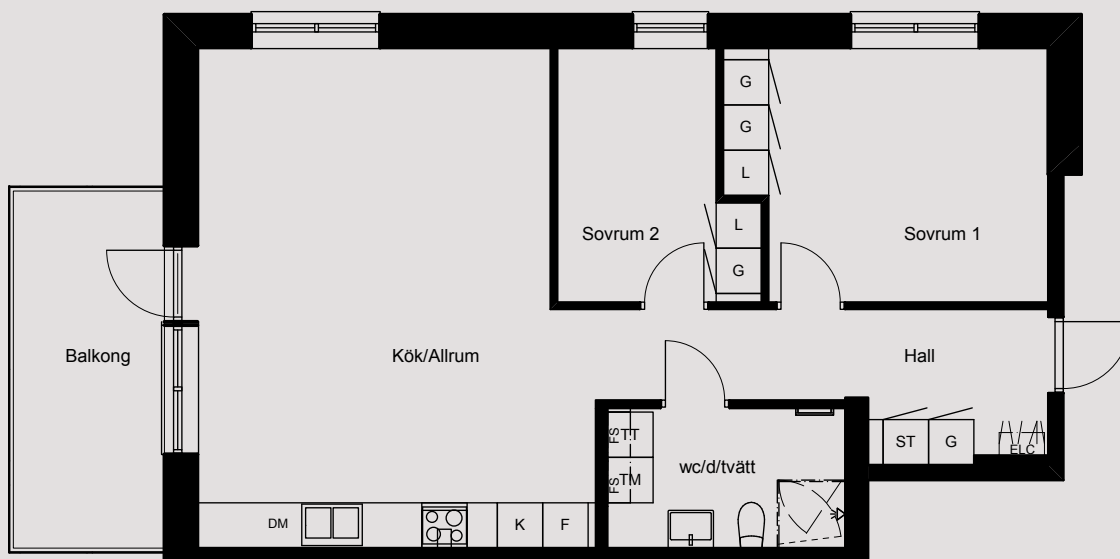 G
G
L
L
G
Sovrum 2
Sovrum 1
Balkong
Kök/Allrum
Hall
FS TT
FS TM
wc/d/tvätt
ST
G
ELC
DM
K
F